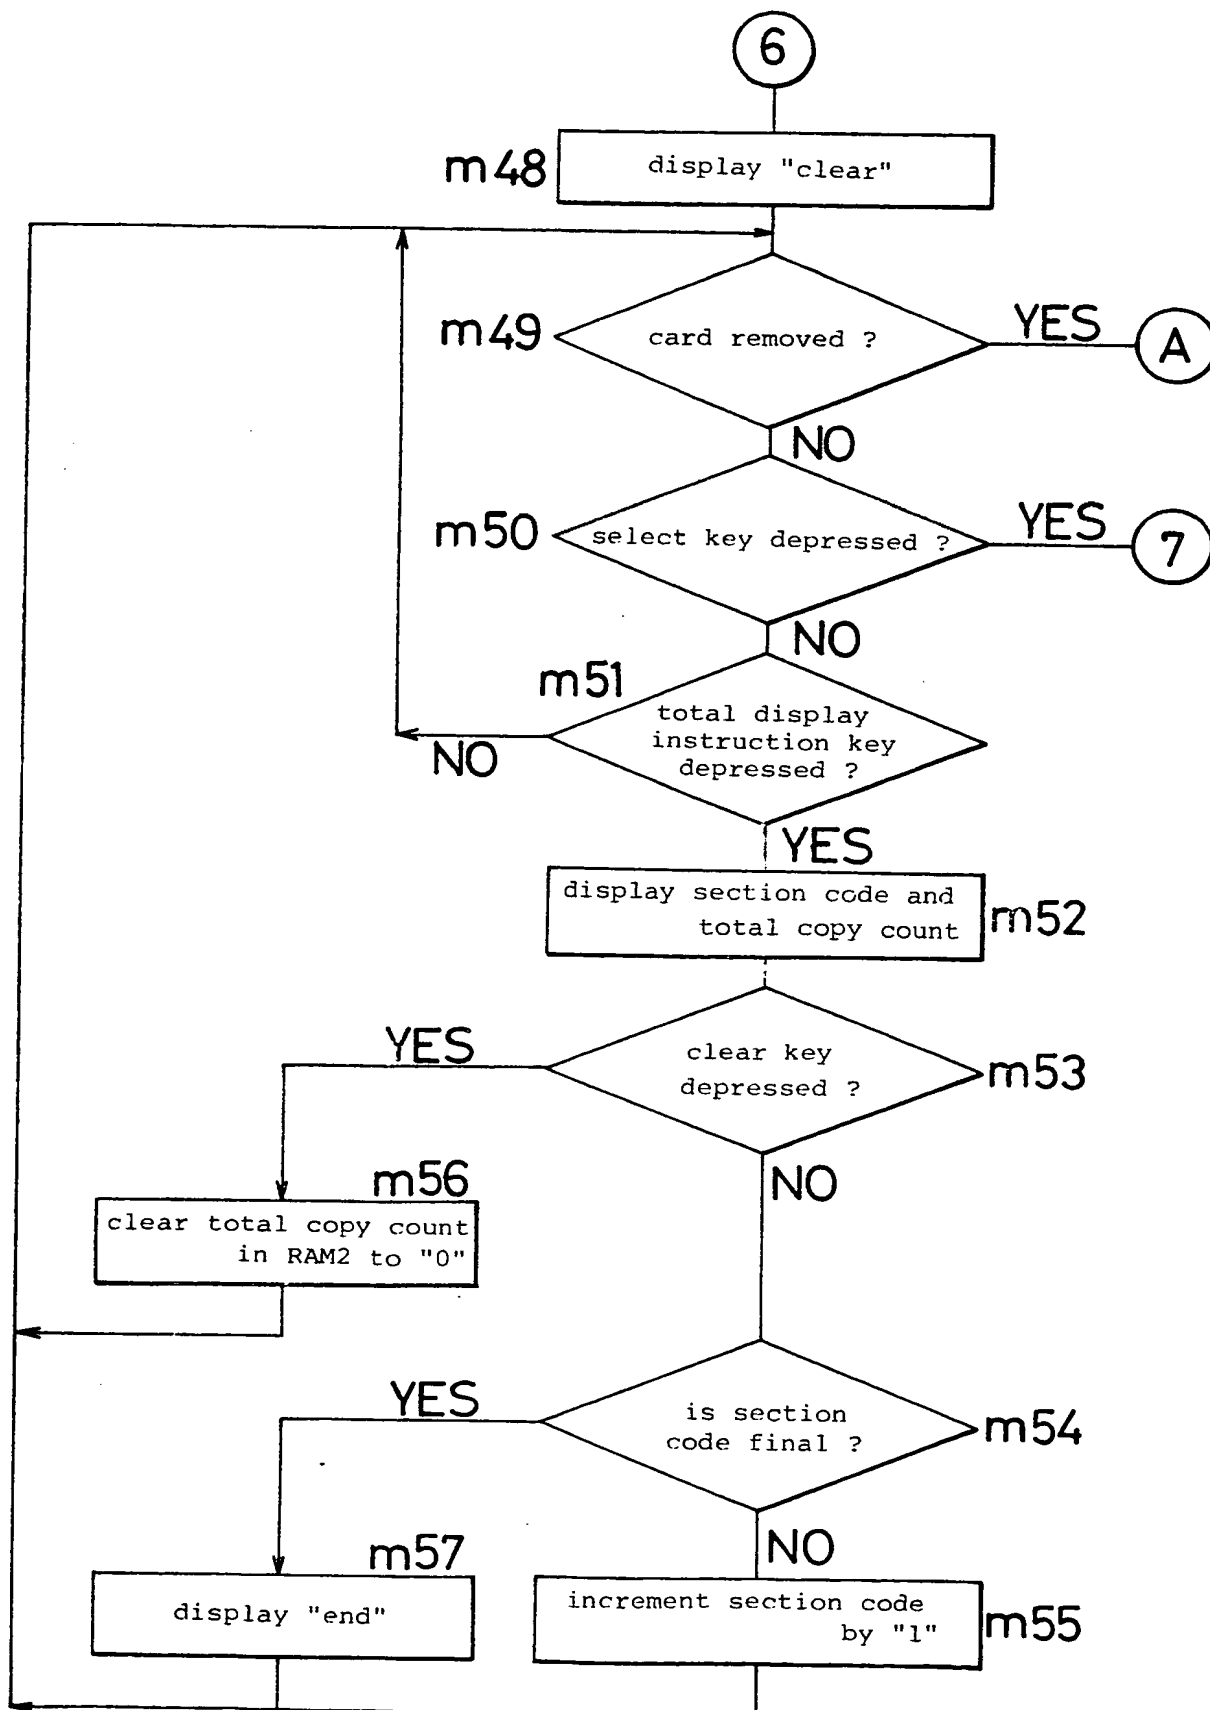 6
m48
display "clear"
m49
card removed ?
YES
A
NO
m50
select key depressed ?
YES
7
NO
m51
total display
instruction key
depressed ?
NO
YES
display section code and
total copy count
m52
YES
clear key
depressed ?
m53
NO
m56
clear total copy count
in RAM2 to "0"
YES
is section
code final ?
m54
NO
m57
display "end"
increment section code
by "1"
m55